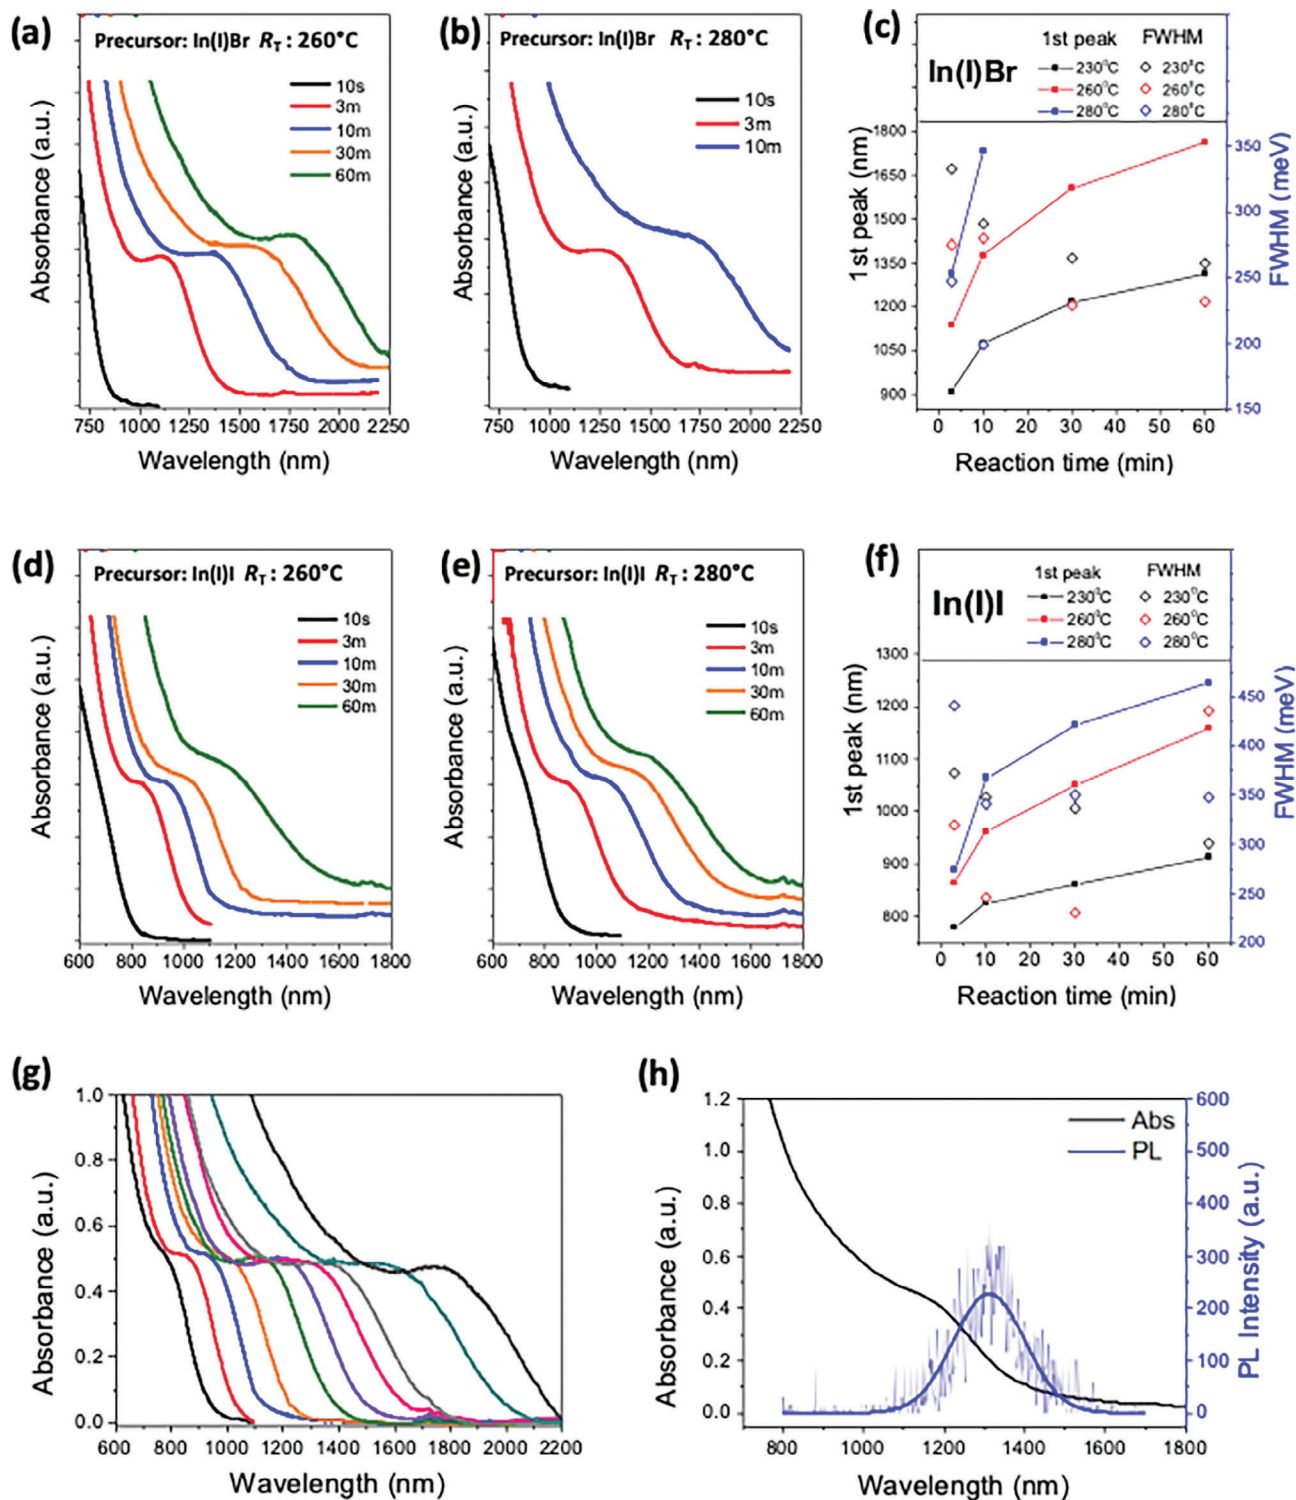 (a)
Precursor: In(I)Br R_T : 260°C
10s
3m
10m
30m
60m
Absorbance (a.u.)
750 1000 1250 1500 1750 2000 2250
Wavelength (nm)
(b)
Precursor: In(I)Br R_T : 280°C
10s
3m
10m
Absorbance (a.u.)
750 1000 1250 1500 1750 2000 2250
Wavelength (nm)
(c)
In(I)Br
1st peak FWHM
230°C 230°C
260°C 260°C
280°C 280°C
1st peak (nm)
1800
1650
1500
1350
1200
1050
900
FWHM (meV)
350
300
250
200
150
0 10 20 30 40 50 60
Reaction time (min)
(d)
Precursor: In(I)I R_T : 260°C
10s
3m
10m
30m
60m
Absorbance (a.u.)
600 800 1000 1200 1400 1600 1800
Wavelength (nm)
(e)
Precursor: In(I)I R_T : 280°C
10s
3m
10m
30m
60m
Absorbance (a.u.)
600 800 1000 1200 1400 1600 1800
Wavelength (nm)
(f)
In(I)I
1st peak FWHM
230°C 230°C
260°C 260°C
280°C 280°C
1st peak (nm)
1300
1200
1100
1000
900
800
FWHM (meV)
450
400
350
300
250
200
0 10 20 30 40 50 60
Reaction time (min)
(g)
Absorbance (a.u.)
1.0
0.8
0.6
0.4
0.2
0.0
600 800 1000 1200 1400 1600 1800 2000 2200
Wavelength (nm)
(h)
Abs
PL
Absorbance (a.u.)
1.2
1.0
0.8
0.6
0.4
0.2
0.0
PL Intensity (a.u.)
600
500
400
300
200
100
0
800 1000 1200 1400 1600 1800
Wavelength (nm)